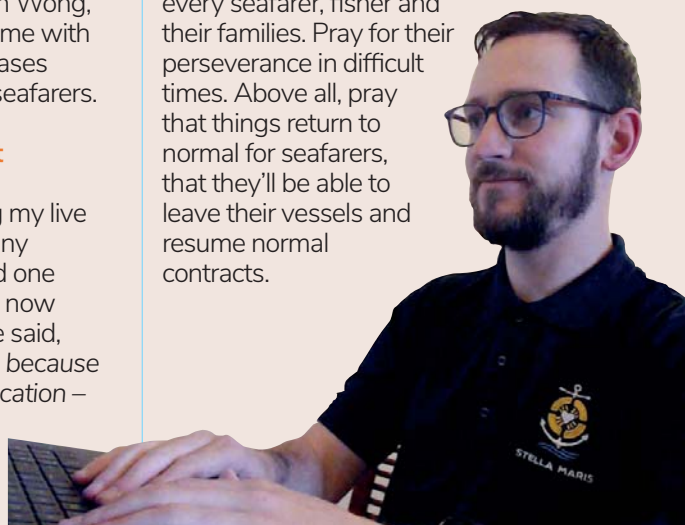 n Wong,
me with
ases
seafarers.
:
g my live
ny
d one
now
e said,
because
cation –
every seafarer, fisher and
their families. Pray for their
perseverance in difficult
times. Above all, pray
that things return to
normal for seafarers,
that they’ll be able to
leave their vessels and
resume normal
contracts.
STELLA MARIS